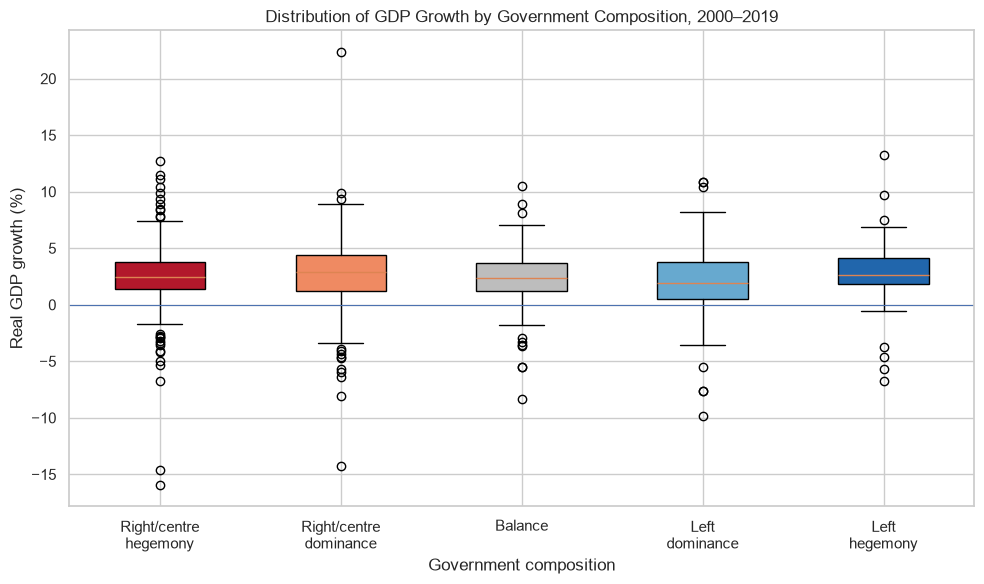 Distribution of GDP Growth by Government Composition, 2000–2019
Real GDP growth (%)
20
15
10
5
0
−5
−10
−15
Right/centre
hegemony
Right/centre
dominance
Balance
Left
dominance
Left
hegemony
Government composition